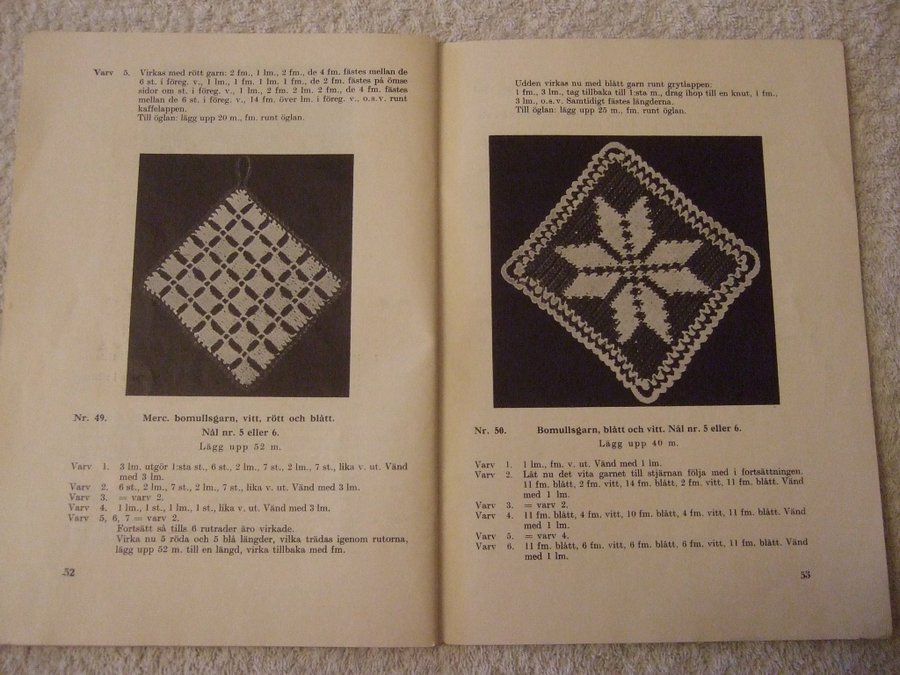 Varv 5. Virkas med rött garn: 2 fm., 1 lm., 2 fm., de 4 fm. fästes mellan de
6 st. i föreg. v., 1 lm., 1 fm. 1 lm. 1 fm., de 2 fm. fästes på ömse
sidor om st. i föreg. v., 1 lm., 2 fm. 2 lm. 2 fm., de 4 fm. fästes
mellan de 6 st. i föreg. v., 14 fm. över lm. i föreg. v., o.s.v. runt
kaffelappen.
Till öglan: lägg upp 20 m., fm. runt öglan.
Nr. 49. Merc. bomullsgarn, vitt, rött och blått.
Nål nr. 5 eller 6.
Lägg upp 52 m.
Varv 1. 3 lm. utgör 1:sta st., 6 st., 2 lm., 7 st., 2 lm., 7 st., lika v. ut. Vänd
med 3 lm.
Varv 2. 6 st., 2 lm., 7 st., 2 lm., 7 st., lika v. ut. Vänd med 3 lm.
Varv 3. = varv 2.
Varv 4. 1 lm., 1 st., 1 lm., 1 st., lika v. ut. Vänd med 3 lm.
Varv 5, 6, 7 = varv 2.
Fortsätt så tills 6 rutrader äro virkade.
Virka nu 5 röda och 5 blå längder, vilka trädas igenom rutorna,
lägg upp 52 m. till en längd, virka tillbaka med fm.
52
Udden virkas nu med blått garn runt grytlappen:
1 fm., 3 lm., tag tillbaka till 1:sta m., drag ihop till en knut, 1 fm.,
3 lm., o.s.v. Samtidigt fästes längderna.
Till öglan: lägg upp 25 m., fm. runt öglan.
Nr. 50. Bomullsgarn, blått och vitt. Nål nr. 5 eller 6.
Lägg upp 40 m.
Varv 1. 1 lm., fm. v. ut. Vänd med 1 lm.
Varv 2. Låt nu det vita garnet till stjärnan följa med i fortsättningen.
11 fm. blått, 2 fm. vitt, 14 fm. blått, 2 fm. vitt, 11 fm. blått. Vänd
med 1 lm.
Varv 3. = varv 2.
Varv 4. 11 fm. blått, 4 fm. vitt, 10 fm. blått, 4 fm. vitt, 11 fm. blått. Vänd
med 1 lm.
Varv 5. = varv 4.
Varv 6. 11 fm. blått, 6 fm. vitt, 6 fm. blått, 6 fm. vitt, 11 fm. blått. Vänd
med 1 lm.
53